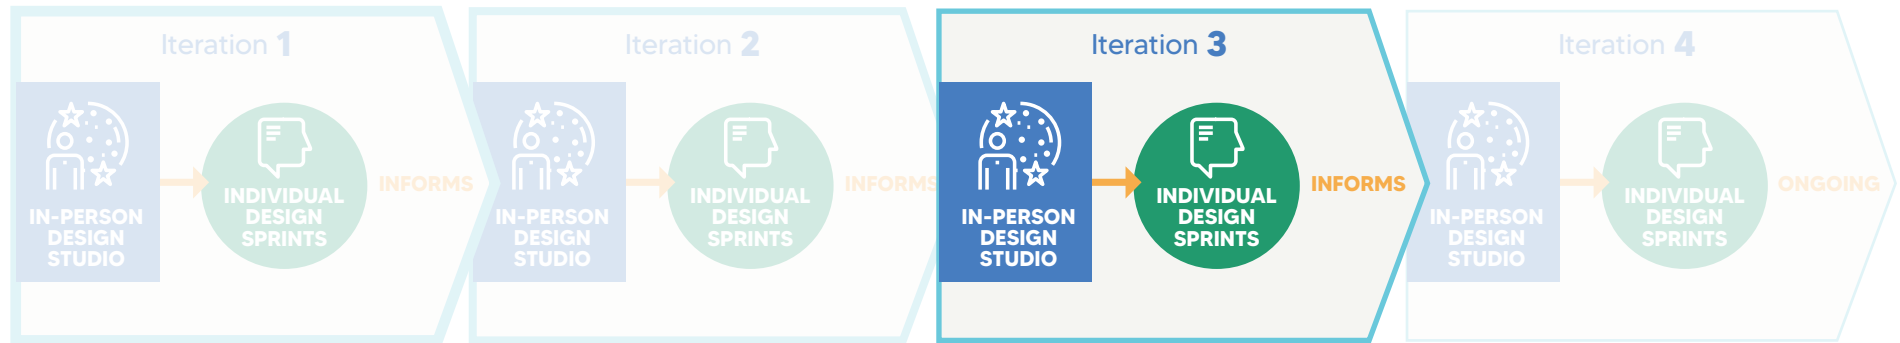 Iteration 1
IN-PERSON
DESIGN
STUDIO
INDIVIDUAL
DESIGN
SPRINTS
INFORMS
Iteration 2
IN-PERSON
DESIGN
STUDIO
INDIVIDUAL
DESIGN
SPRINTS
INFORMS
Iteration 3
IN-PERSON
DESIGN
STUDIO
INDIVIDUAL
DESIGN
SPRINTS
INFORMS
Iteration 4
IN-PERSON
DESIGN
STUDIO
INDIVIDUAL
DESIGN
SPRINTS
ONGOING